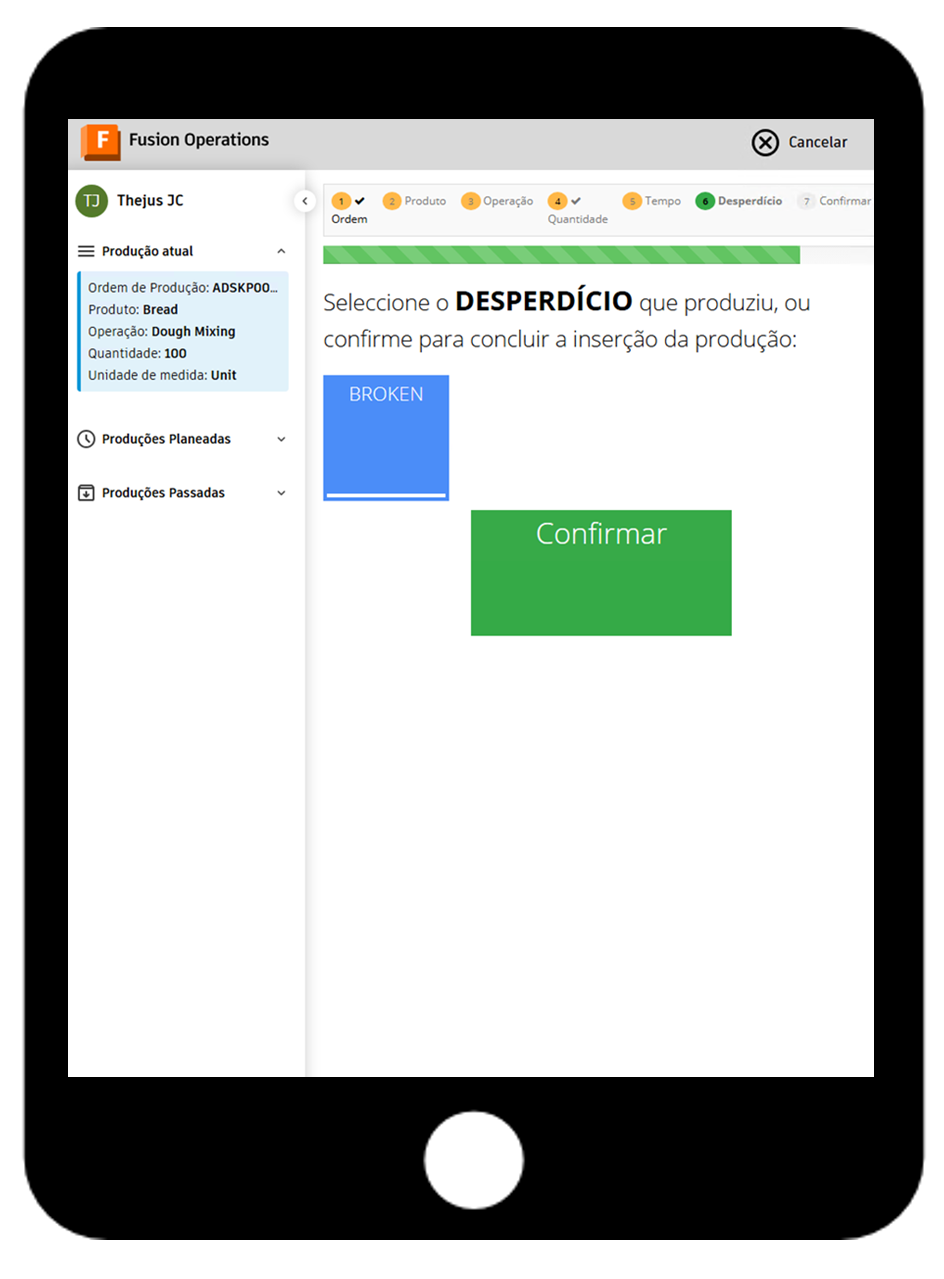 F Fusion Operations
Cancelar
TJ Thejus JC
Produção atual
Ordem de Produção: ADSKP00...
Produto: Bread
Operação: Dough Mixing
Quantidade: 100
Unidade de medida: Unit
Produções Planeadas
Produções Passadas
1 Ordem
2 Produto
3 Operação
4 Quantidade
5 Tempo
6 Desperdício
7 Confirmar
Seleccione o DESPERDÍCIO que produziu, ou
confirme para concluir a inserção da produção:
BROKEN
Confirmar